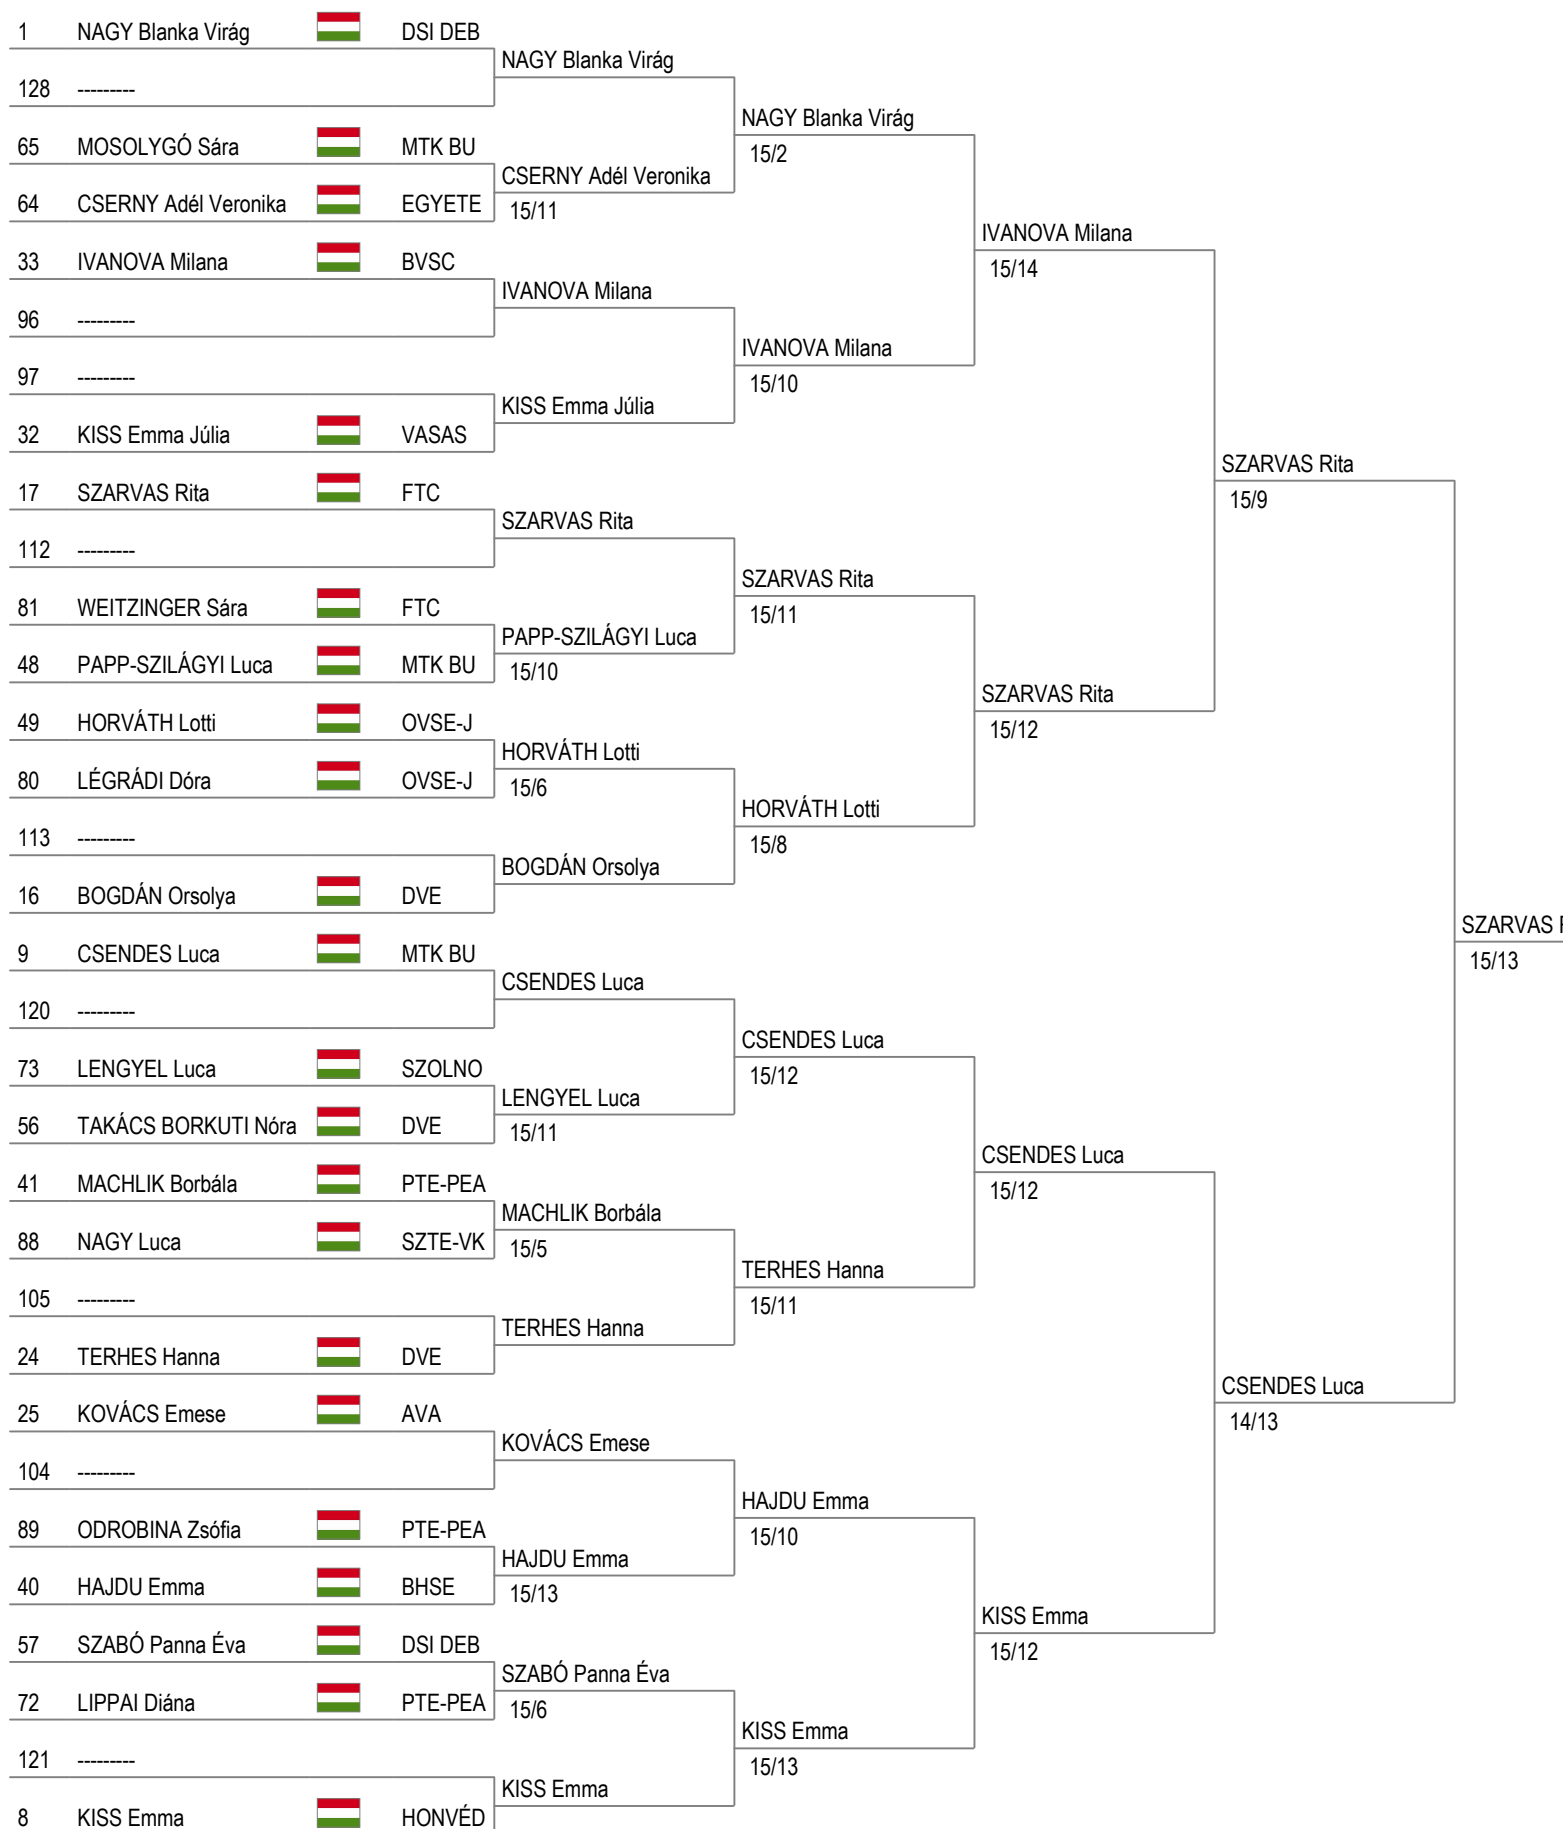 1 NAGY Blanka Virág DSI DEB
NAGY Blanka Virág
128 ---------
NAGY Blanka Virág
15/2
65 MOSOLYGÓ Sára MTK BU
CSERNY Adél Veronika
15/11
64 CSERNY Adél Veronika EGYETE
IVANOVA Milana
15/14
33 IVANOVA Milana BVSC
IVANOVA Milana
96 ---------
IVANOVA Milana
15/10
97 ---------
KISS Emma Júlia
32 KISS Emma Júlia VASAS
SZARVAS Rita
15/9
17 SZARVAS Rita FTC
SZARVAS Rita
112 ---------
SZARVAS Rita
15/11
81 WEITZINGER Sára FTC
PAPP-SZILÁGYI Luca
15/10
48 PAPP-SZILÁGYI Luca MTK BU
SZARVAS Rita
15/12
49 HORVÁTH Lotti OVSE-J
HORVÁTH Lotti
15/6
80 LÉGRÁDI Dóra OVSE-J
HORVÁTH Lotti
15/8
113 ---------
BOGDÁN Orsolya
16 BOGDÁN Orsolya DVE
SZARVAS
15/13
9 CSENDES Luca MTK BU
CSENDES Luca
120 ---------
CSENDES Luca
15/12
73 LENGYEL Luca SZOLNO
LENGYEL Luca
15/11
56 TAKÁCS BORKUTI Nóra DVE
CSENDES Luca
15/12
41 MACHLIK Borbála PTE-PEA
MACHLIK Borbála
15/5
88 NAGY Luca SZTE-VK
TERHES Hanna
15/11
105 ---------
TERHES Hanna
24 TERHES Hanna DVE
CSENDES Luca
14/13
25 KOVÁCS Emese AVA
KOVÁCS Emese
104 ---------
HAJDU Emma
15/10
89 ODROBINA Zsófia PTE-PEA
HAJDU Emma
15/13
40 HAJDU Emma BHSE
KISS Emma
15/12
57 SZABÓ Panna Éva DSI DEB
SZABÓ Panna Éva
15/6
72 LIPPAI Diána PTE-PEA
KISS Emma
15/13
121 ---------
KISS Emma
8 KISS Emma HONVÉD